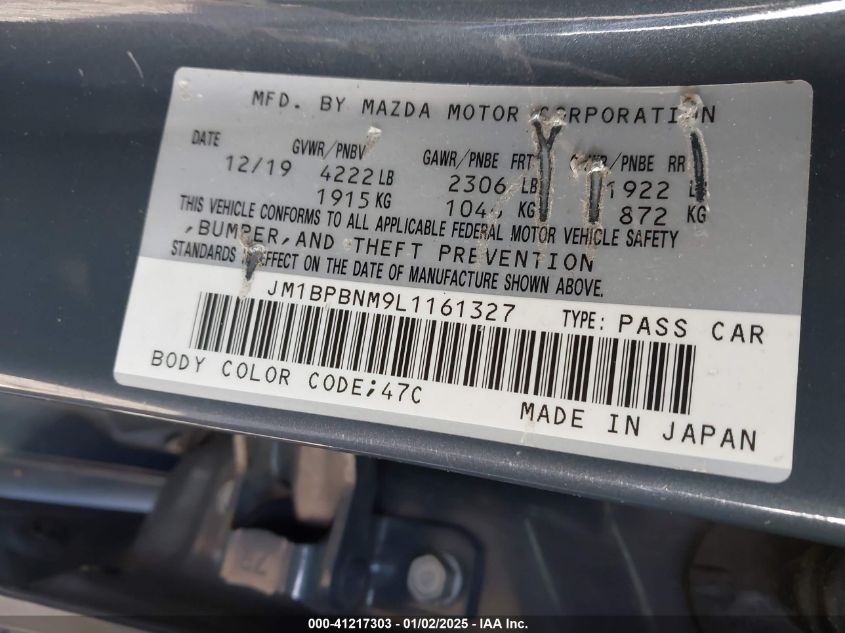 MFD. BY MAZDA MOTOR CORPORATION
DATE GVWR/PNBV GAWR/PNBE FRT GAWR/PNBE RR
12/19 4222 LB 2306 LB 1922 LB
1915 KG KG 872 KG
THIS VEHICLE CONFORMS TO ALL APPLICABLE FEDERAL MOTOR VEHICLE SAFETY
,BUMPER, AND THEFT PREVENTION
STANDARDS IN EFFECT ON THE DATE OF MANUFACTURE SHOWN ABOVE.
JM1BPBNM9L1161327 TYPE: PASS CAR
BODY COLOR CODE;47C
MADE IN JAPAN
000-41217303 - 01/02/2025 - IAA Inc.